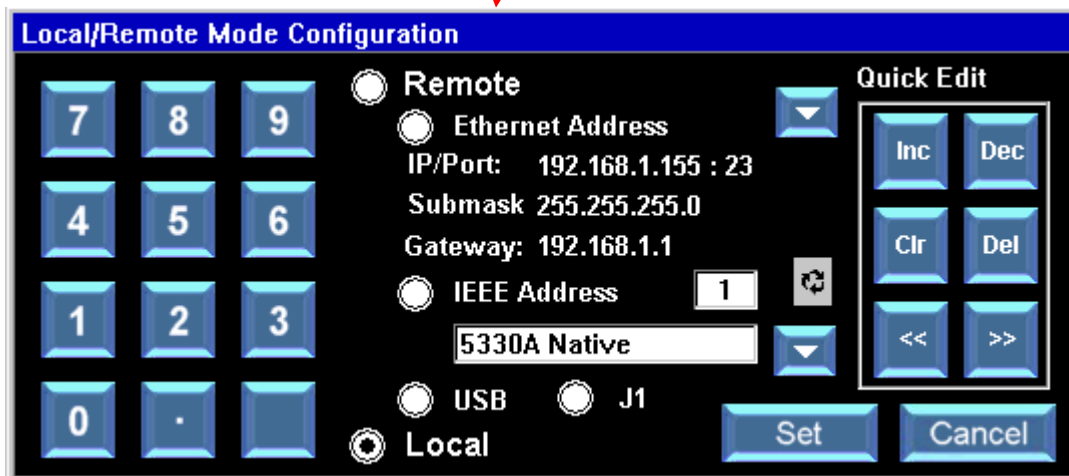 Local/Remote Mode Configuration
7 8 9
4 5 6
1 2 3
0 .
Remote
Ethernet Address
IP/Port: 192.168.1.155 : 23
Submask 255.255.255.0
Gateway: 192.168.1.1
IEEE Address 1
5330A Native
USB J1
Local
Quick Edit
Inc Dec
Clr Del
<< >>
Set Cancel